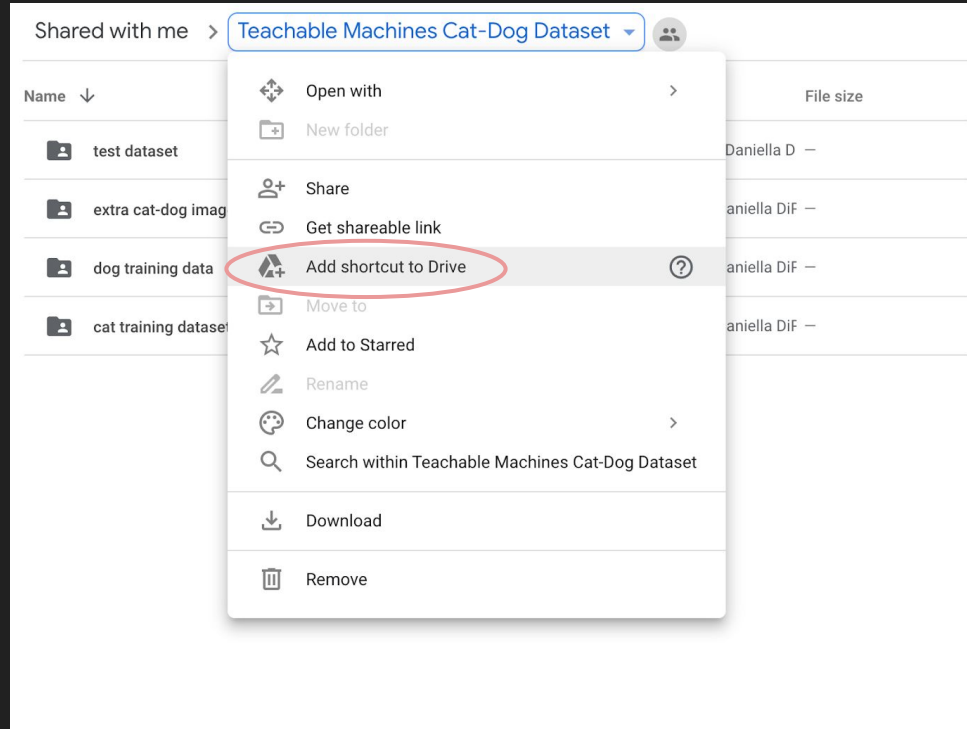 Shared with me > Teachable Machines Cat-Dog Dataset
Name
File size
Open with
New folder
test dataset
Daniella D —
Share
extra cat-dog imag
aniella DiF —
Get shareable link
dog training data
Add shortcut to Drive
aniella DiF —
Move to
cat training dataset
aniella DiF —
Add to Starred
Rename
Change color
Search within Teachable Machines Cat-Dog Dataset
Download
Remove